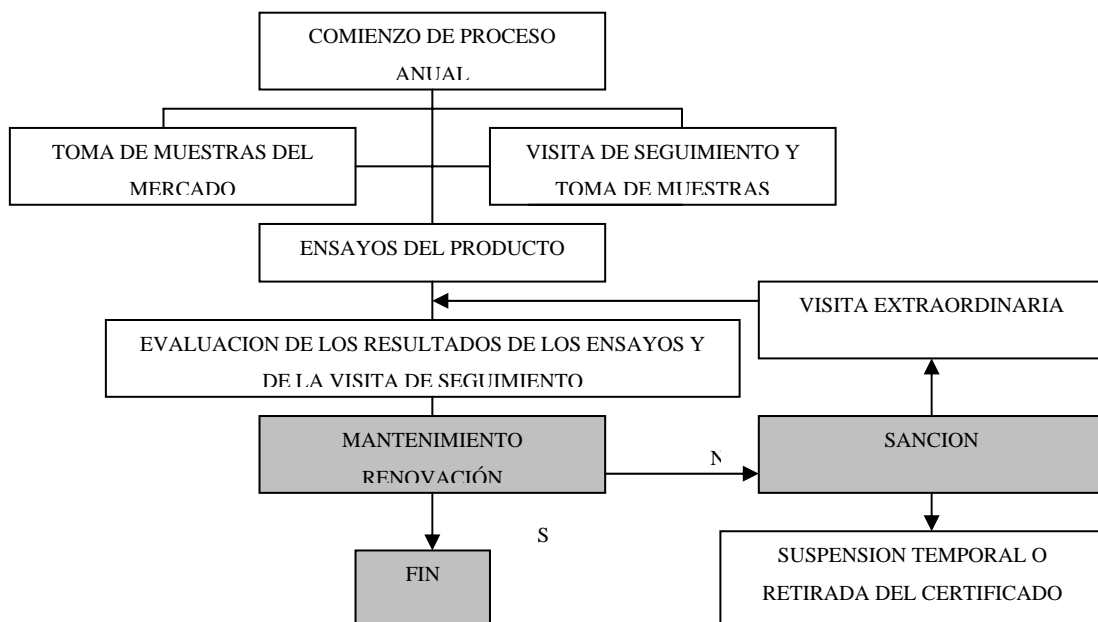 COMIENZO DE PROCESO
ANUAL
TOMA DE MUESTRAS DEL
MERCADO
VISITA DE SEGUIMIENTO Y
TOMA DE MUESTRAS
ENSAYOS DEL PRODUCTO
VISITA EXTRAORDINARIA
EVALUACION DE LOS RESULTADOS DE LOS ENSAYOS Y
DE LA VISITA DE SEGUIMIENTO
MANTENIMIENTO
RENOVACIÓN
N
SANCION
S
FIN
SUSPENSION TEMPORAL O
RETIRADA DEL CERTIFICADO